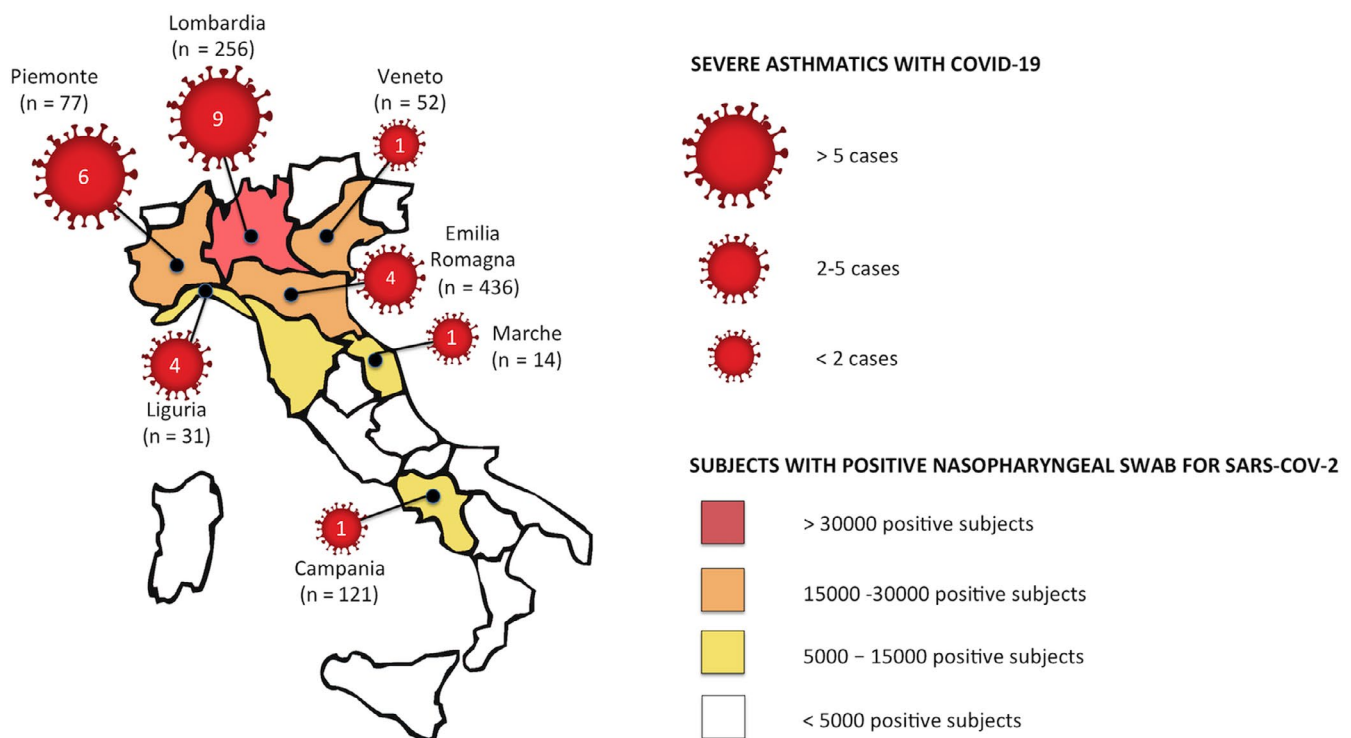 Lombardia
(n = 256)
9
Piemonte
(n = 77)
6
Veneto
(n = 52)
1
Emilia
Romagna
(n = 436)
4
Marche
(n = 14)
1
4
Liguria
(n = 31)
1
Campania
(n = 121)
SEVERE ASTHMATICS WITH COVID-19
> 5 cases
2-5 cases
< 2 cases
SUBJECTS WITH POSITIVE NASOPHARYNGEAL SWAB FOR SARS-COV-2
> 30000 positive subjects
15000 -30000 positive subjects
5000 – 15000 positive subjects
< 5000 positive subjects